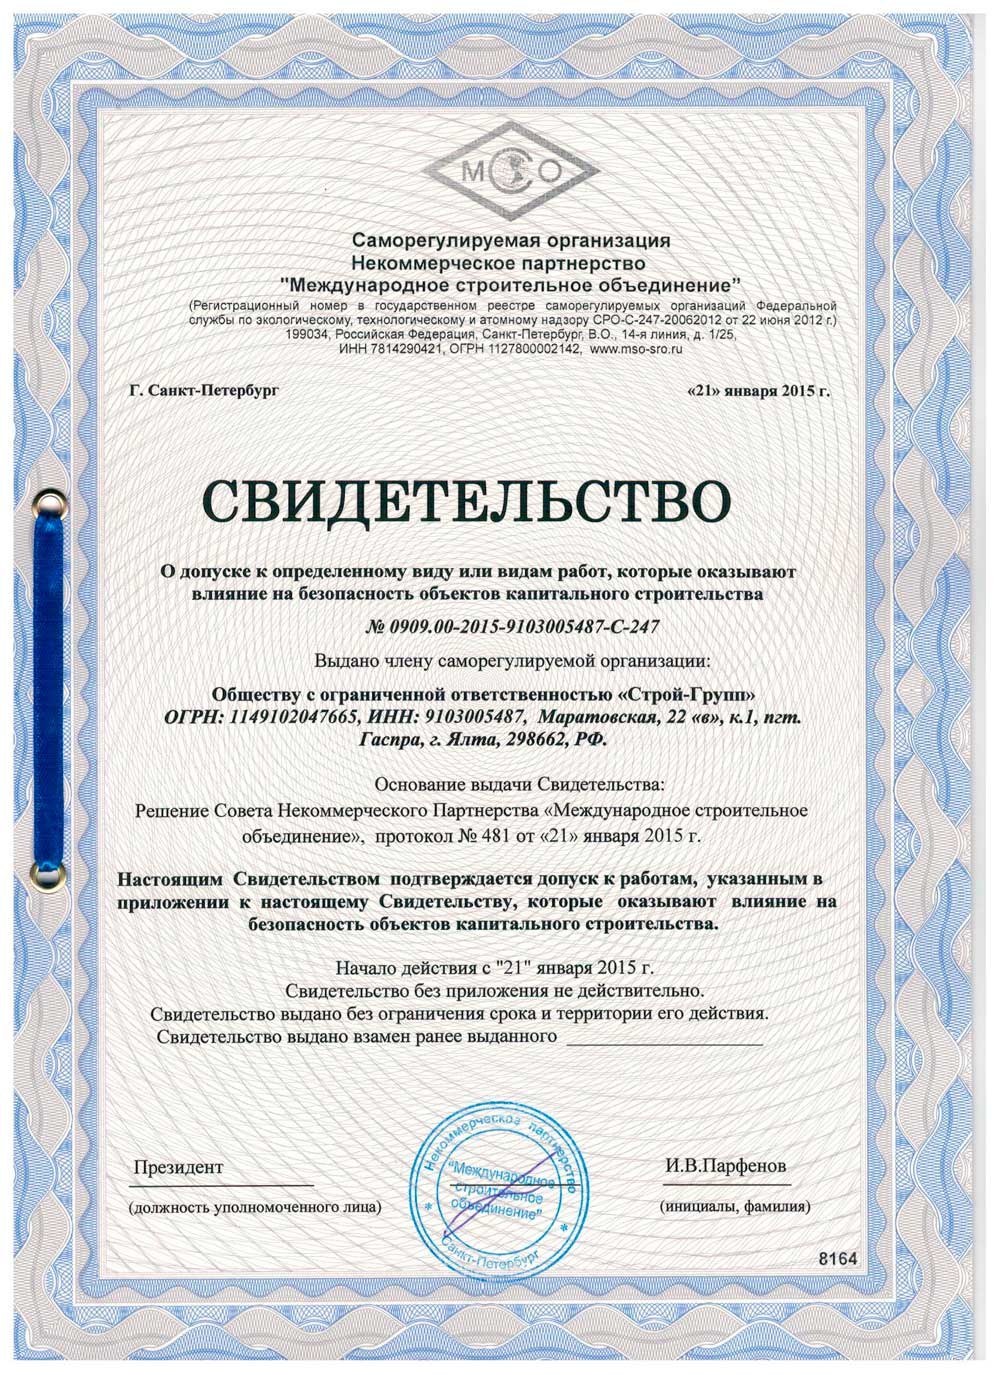 МСО
Саморегулируемая организация
Некоммерческое партнерство
"Международное строительное объединение”
(Регистрационный номер в государственном реестре саморегулируемых организаций Федеральной
службы по экологическому, технологическому и атомному надзору СРО-С-247-20062012 от 22 июня 2012 г.)
199034, Российская Федерация, Санкт-Петербург, В.О., 14-я линия, д. 1/25,
ИНН 7814290421, ОГРН 1127800002142, www.mso-sro.ru
Г. Санкт-Петербург «21» января 2015 г.
СВИДЕТЕЛЬСТВО
О допуске к определенному виду или видам работ, которые оказывают
влияние на безопасность объектов капитального строительства
№ 0909.00-2015-9103005487-С-247
Выдано члену саморегулируемой организации:
Обществу с ограниченной ответственностью «Строй-Групп»
ОГРН: 1149102047665, ИНН: 9103005487, Маратовская, 22 «в», к.1, пгт.
Гаспра, г. Ялта, 298662, РФ.
Основание выдачи Свидетельства:
Решение Совета Некоммерческого Партнерства «Международное строительное
объединение», протокол № 481 от «21» января 2015 г.
Настоящим Свидетельством подтверждается допуск к работам, указанным в
приложении к настоящему Свидетельству, которые оказывают влияние на
безопасность объектов капитального строительства.
Начало действия с "21" января 2015 г.
Свидетельство без приложения не действительно.
Свидетельство выдано без ограничения срока и территории его действия.
Свидетельство выдано взамен ранее выданного
Некоммерческое партнерство
"Международное
строительное
объединение"
Санкт-Петербург
Президент И.В.Парфенов
(должность уполномоченного лица) (инициалы, фамилия)
8164